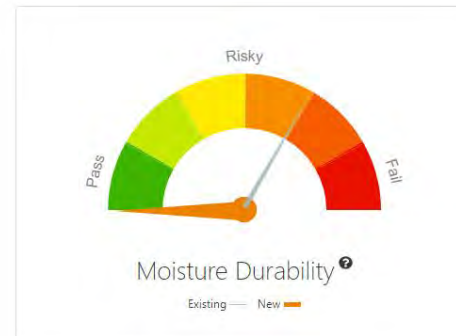 Risky
Pass
Fail
Moisture Durability ?
Existing New